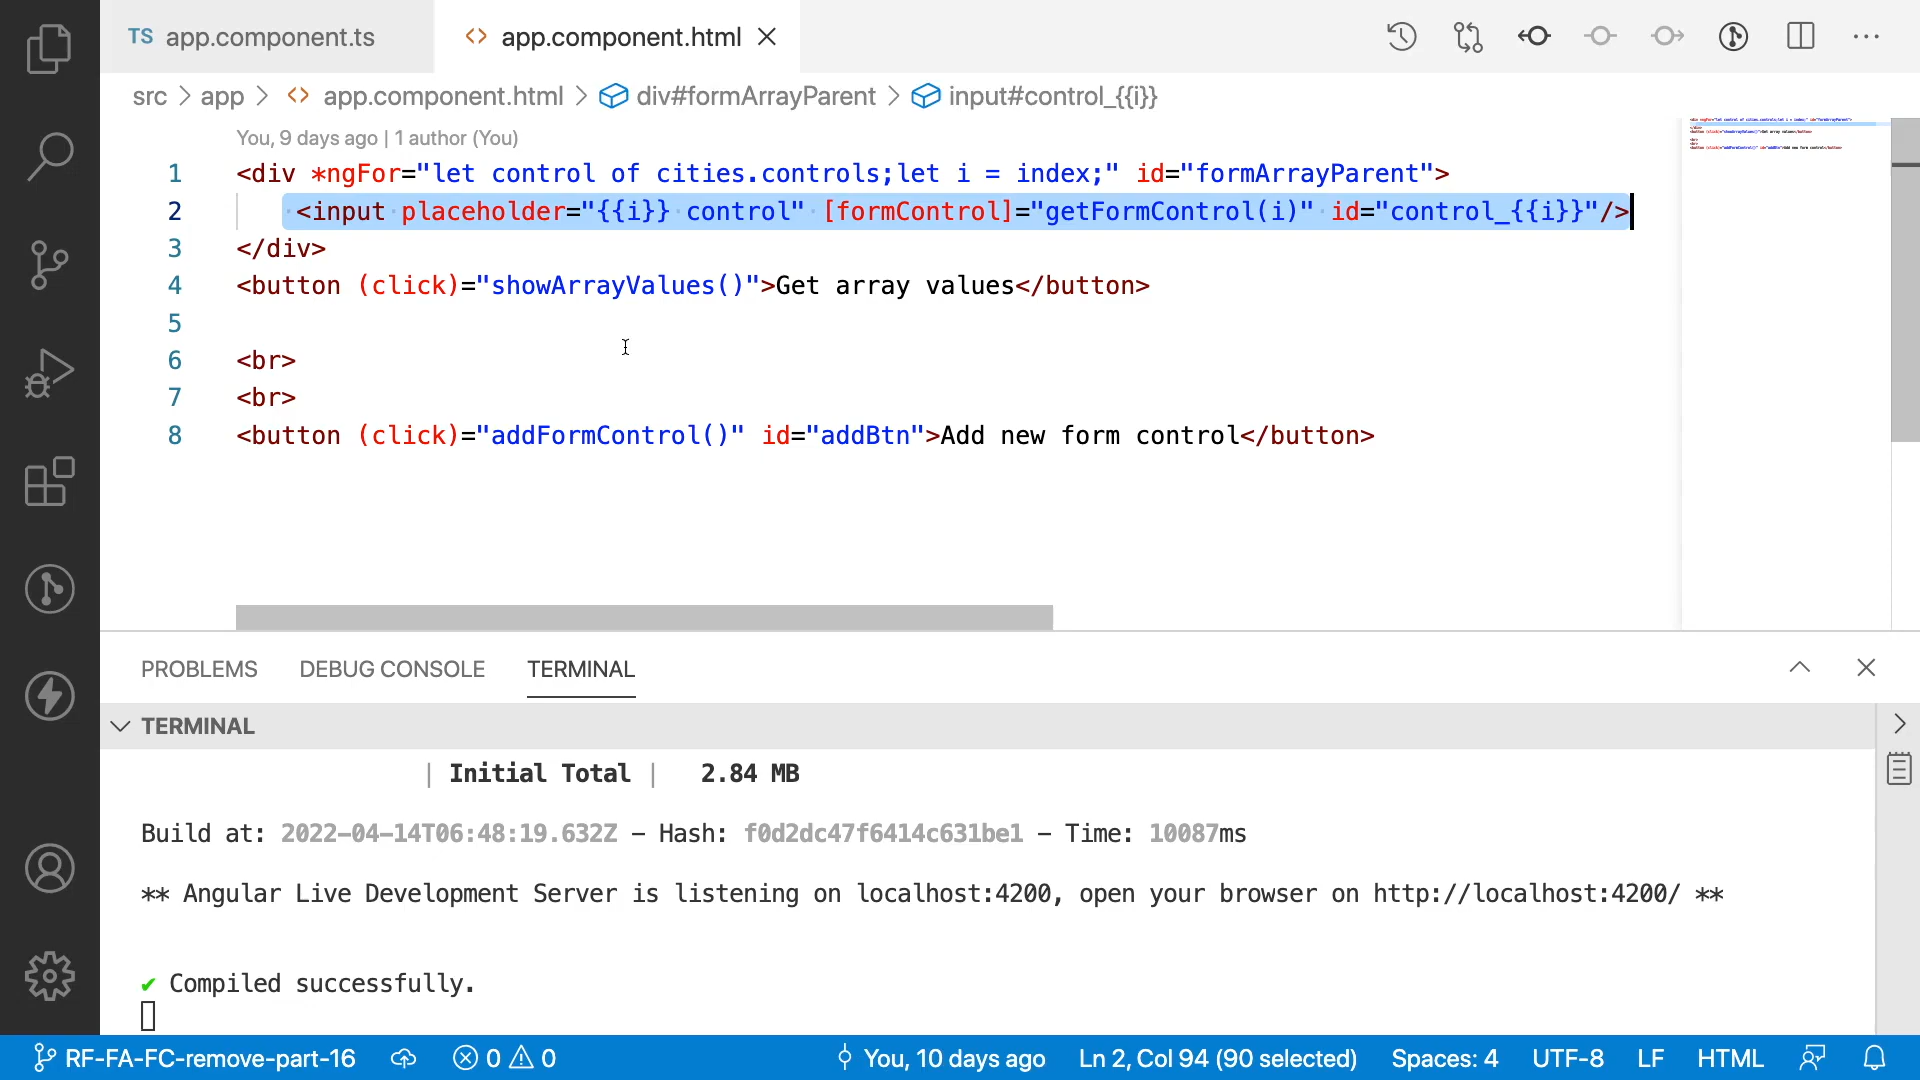 TS app.component.ts <> app.component.html
src > app > <> app.component.html > div#formArrayParent > input#control_{{i}}
You, 9 days ago | 1 author (You)
1 <div *ngFor="let control of cities.controls;let i = index;" id="formArrayParent">
2 <input placeholder="{{i}} control" [formControl]="getFormControl(i)" id="control_{{i}}"/>
3 </div>
4 <button (click)="showArrayValues()">Get array values</button>
5
6 <br>
7 <br>
8 <button (click)="addFormControl()" id="addBtn">Add new form control</button>
PROBLEMS DEBUG CONSOLE TERMINAL
TERMINAL
| Initial Total | 2.84 MB
Build at: 2022-04-14T06:48:19.632Z - Hash: f0d2dc47f6414c631be1 - Time: 10087ms
** Angular Live Development Server is listening on localhost:4200, open your browser on http://localhost:4200/ **
✔ Compiled successfully.
RF-FA-FC-remove-part-16 0 0 You, 10 days ago Ln 2, Col 94 (90 selected) Spaces: 4 UTF-8 LF HTML